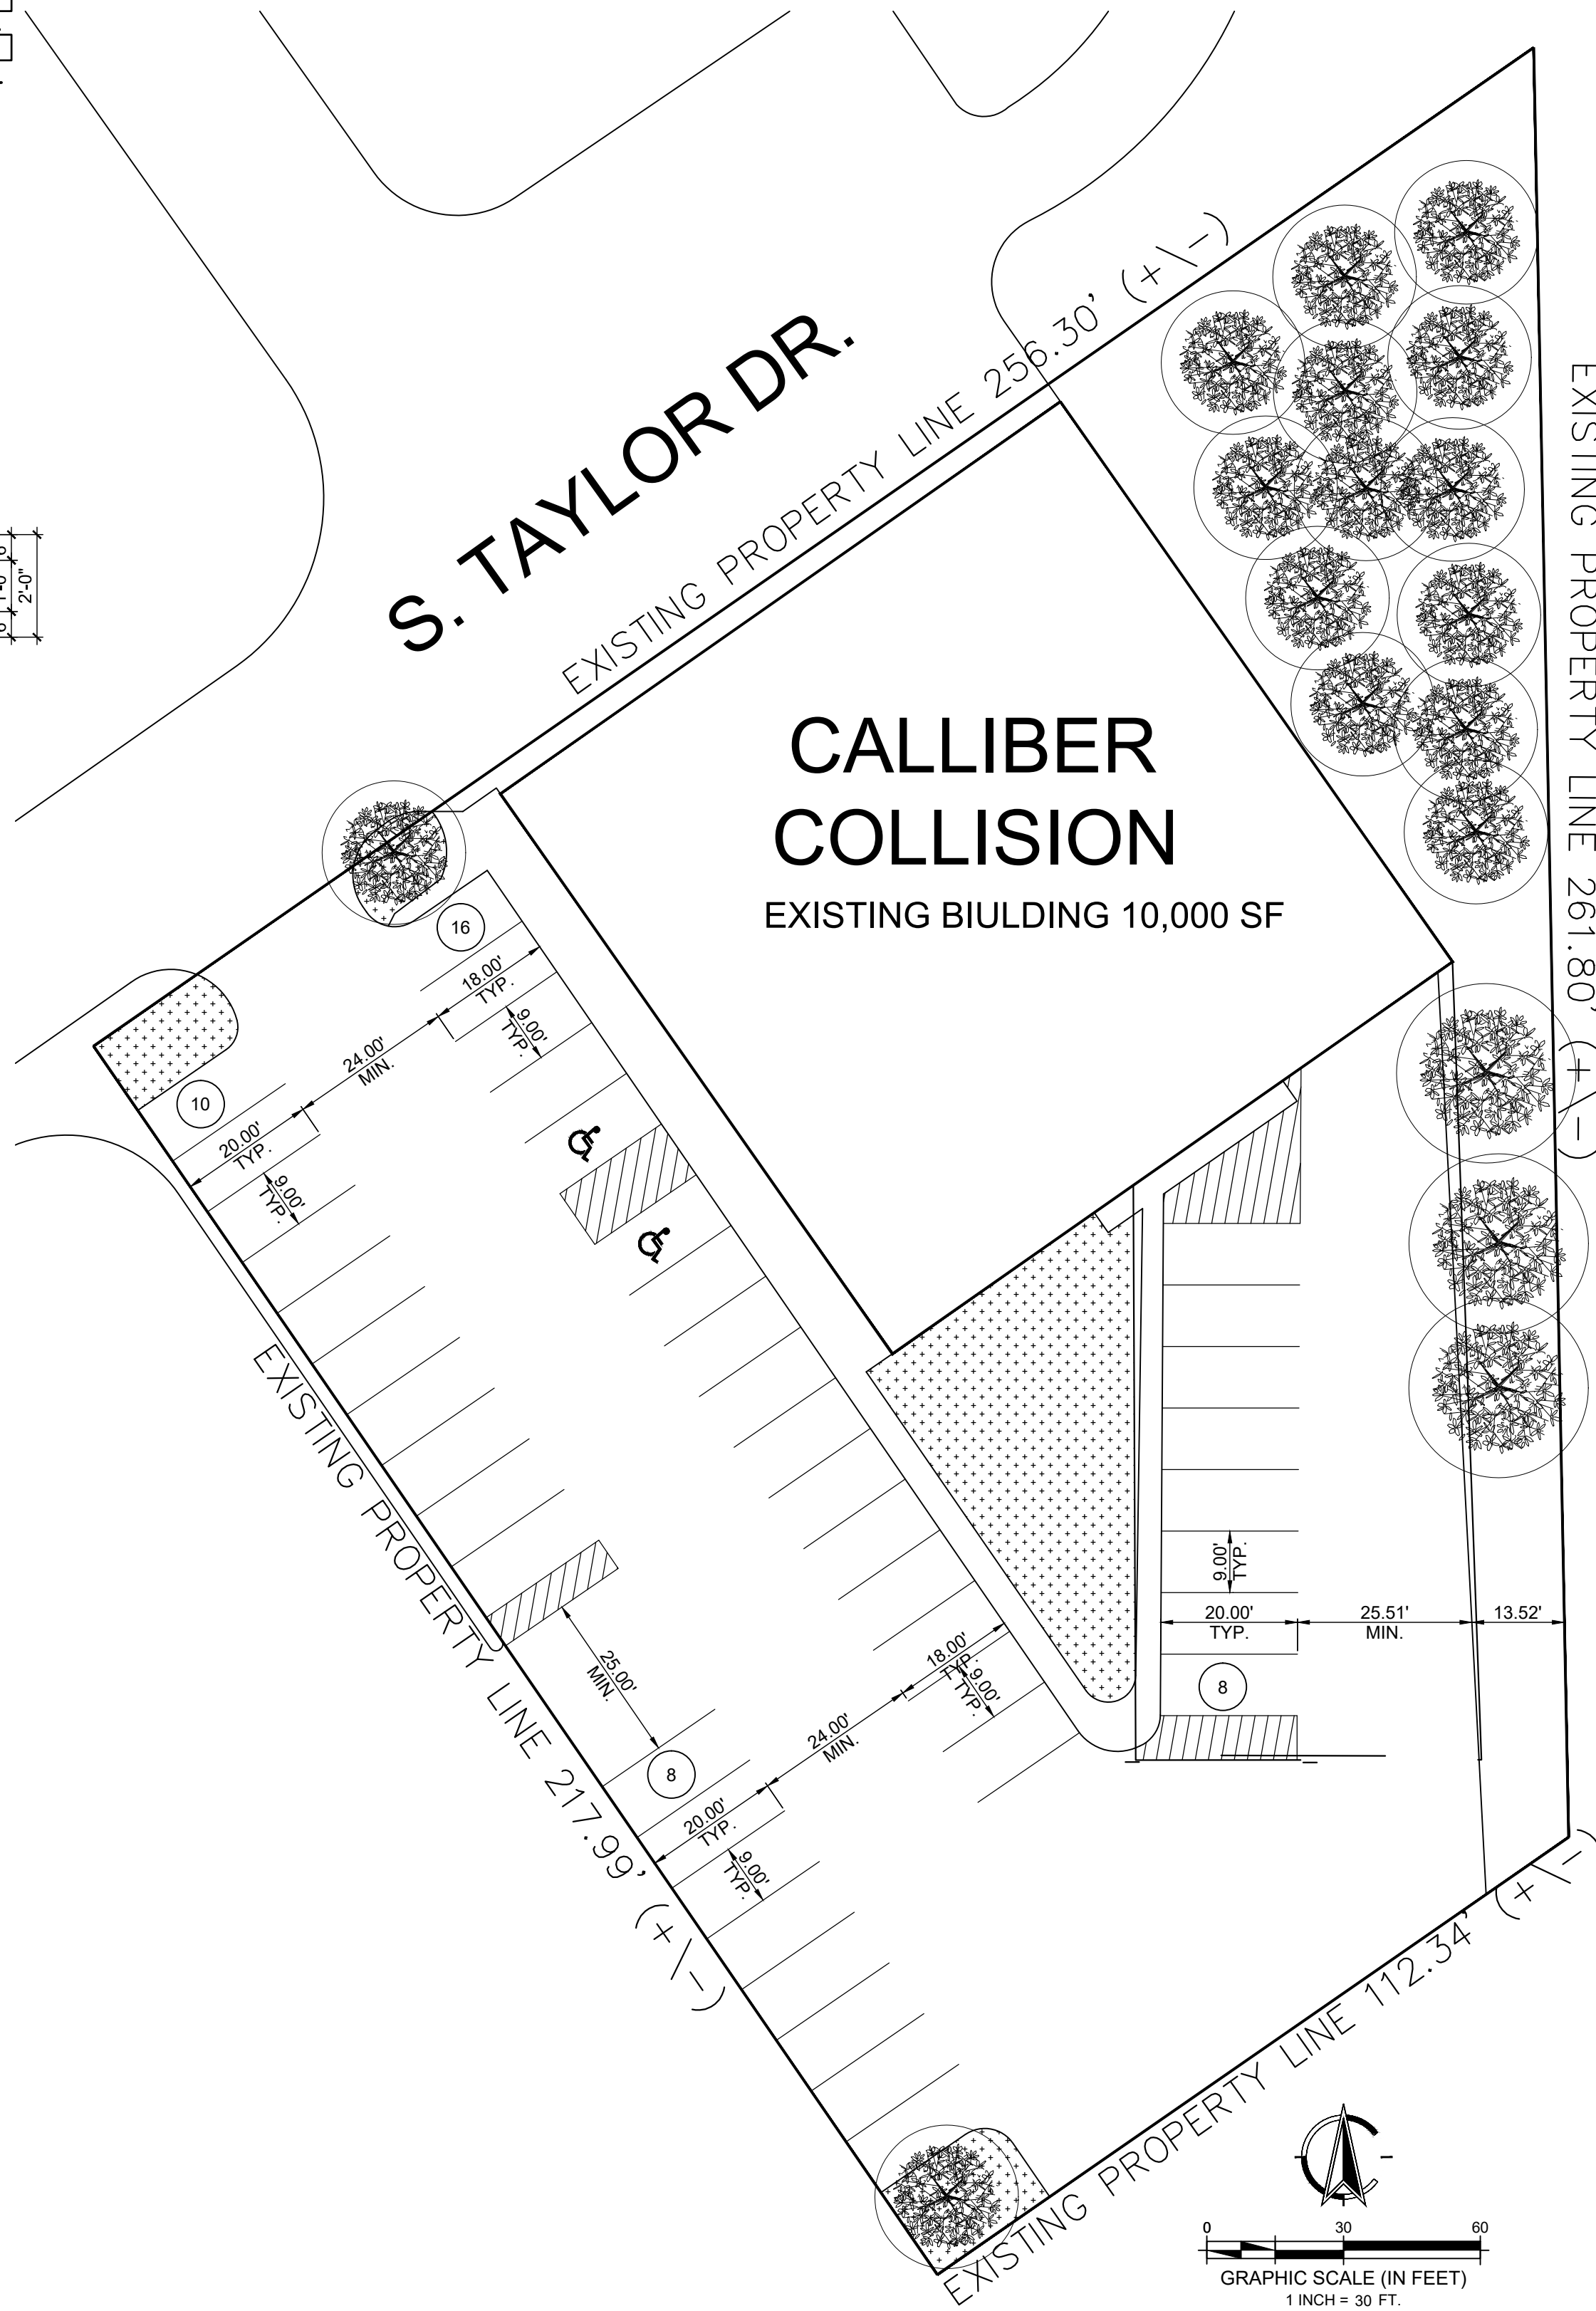 S. TAYLOR DR.
EXISTING PROPERTY LINE 256.30' (+\-)
EXISTING PROPERTY LINE 261.80' (+\-)
2'-0"
CALLIBER
COLLISION
EXISTING BIULDING 10,000 SF
16
18.00'
TYP.
9.00'
TYP.
24.00'
MIN.
10
20.00'
TYP.
9.00'
TYP.
EXISTING PROPERTY LINE 217.99' (+\-)
25.00'
MIN.
8
20.00'
TYP.
9.00'
TYP.
24.00'
MIN.
18.00'
TYP.
9.00'
TYP.
9.00'
TYP.
20.00'
TYP.
25.51'
MIN.
13.52'
8
EXISTING PROPERTY LINE 112.34' (+\-)
0 30 60
GRAPHIC SCALE (IN FEET)
1 INCH = 30 FT.